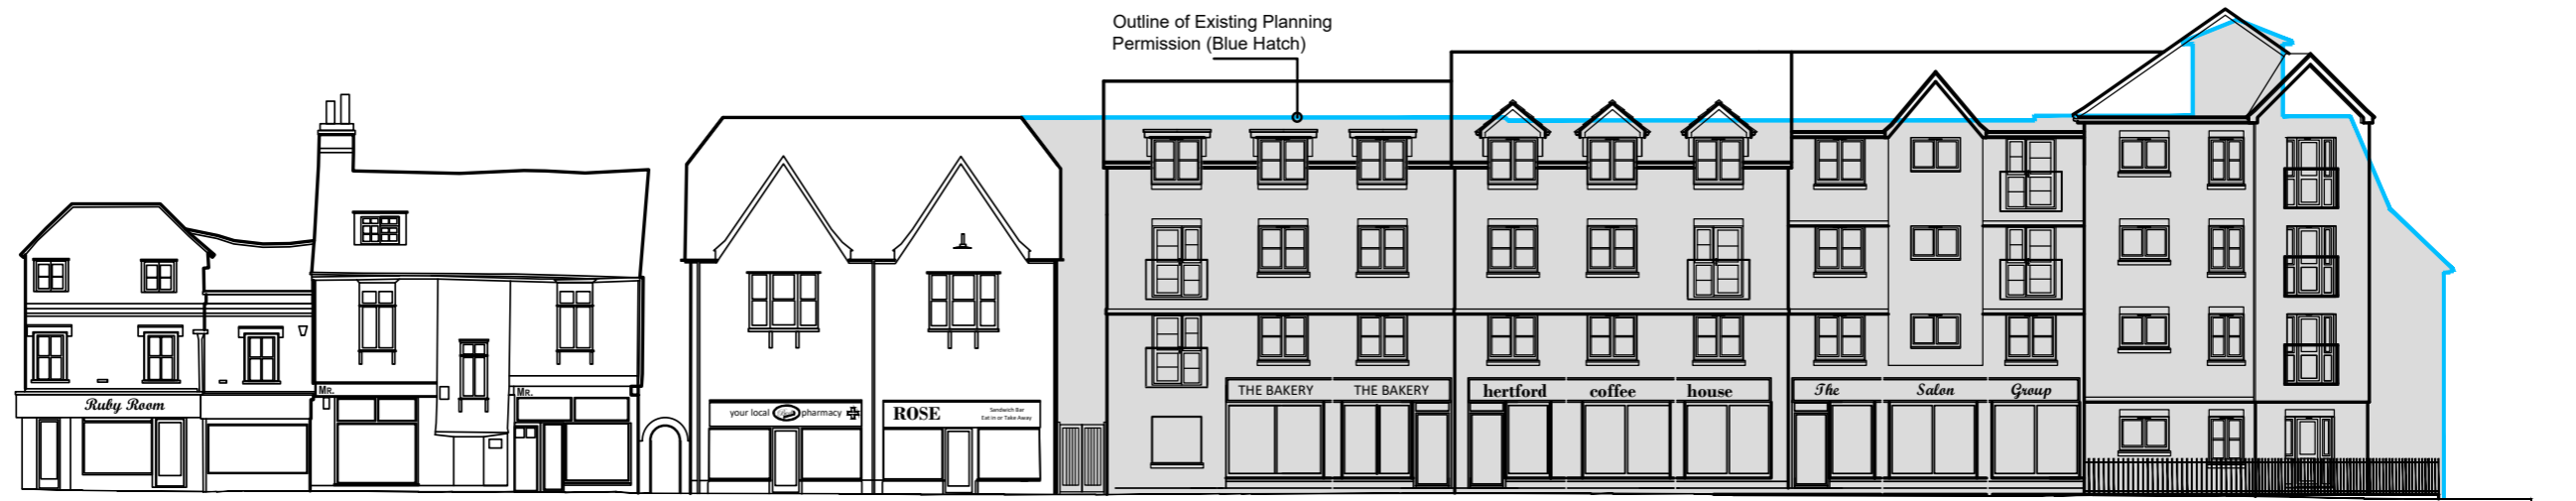 Outline of Existing Planning
Permission (Blue Hatch)
Ruby Room
MR.
MR.
your local
pharmacy
ROSE
Sandwich Bar
Eat in or Take Away
THE BAKERY
THE BAKERY
hertford
coffee
house
The
Salon
Group